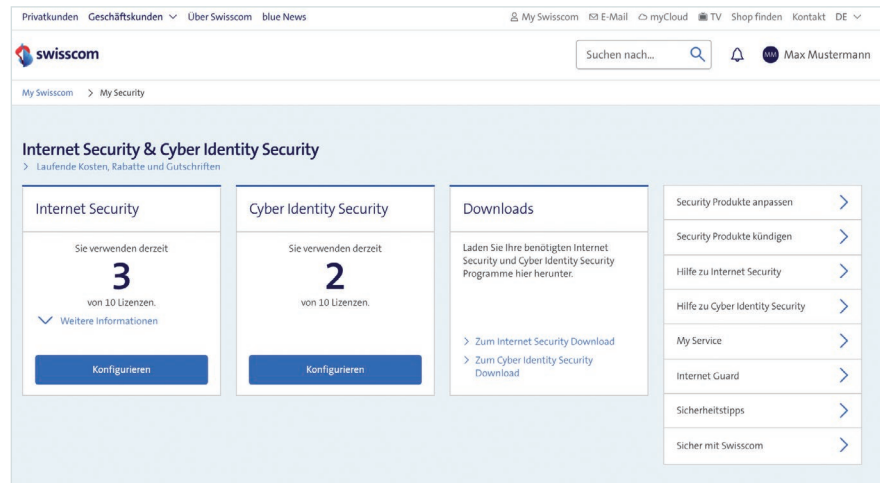 Privatkunden Geschäftskunden Über Swisscom blue News My Swisscom E-Mail myCloud TV Shop finden Kontakt DE
swisscom Suchen nach... MM Max Mustermann
My Swisscom > My Security
Internet Security & Cyber Identity Security
> Laufende Kosten, Rabatte und Gutschriften
Internet Security
Sie verwenden derzeit
3
von 10 Lizenzen.
Weitere Informationen
Konfigurieren
Cyber Identity Security
Sie verwenden derzeit
2
von 10 Lizenzen.
Konfigurieren
Downloads
Laden Sie Ihre benötigten Internet
Security und Cyber Identity Security
Programme hier herunter.
> Zum Internet Security Download
> Zum Cyber Identity Security
Download
Security Produkte anpassen
Security Produkte kündigen
Hilfe zu Internet Security
Hilfe zu Cyber Identity Security
My Service
Internet Guard
Sicherheitstipps
Sicher mit Swisscom